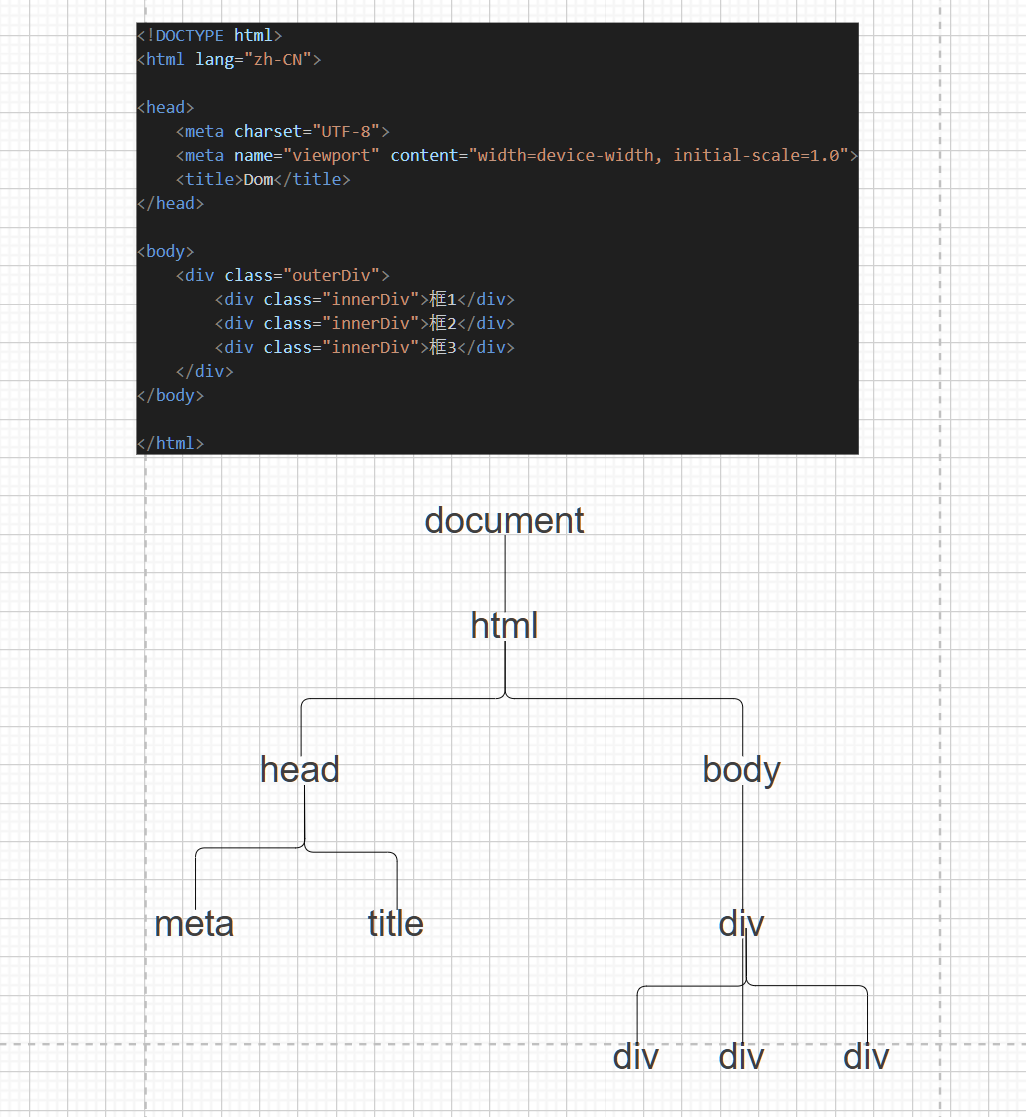 <!DOCTYPE html>
<html lang="zh-CN">
<head>
<meta charset="UTF-8">
<meta name="viewport" content="width=device-width, initial-scale=1.0">
<title>Dom</title>
</head>
<body>
<div class="outerDiv">
<div class="innerDiv">框1</div>
<div class="innerDiv">框2</div>
<div class="innerDiv">框3</div>
</div>
</body>
</html>
document
html
head body
meta title div
div div div